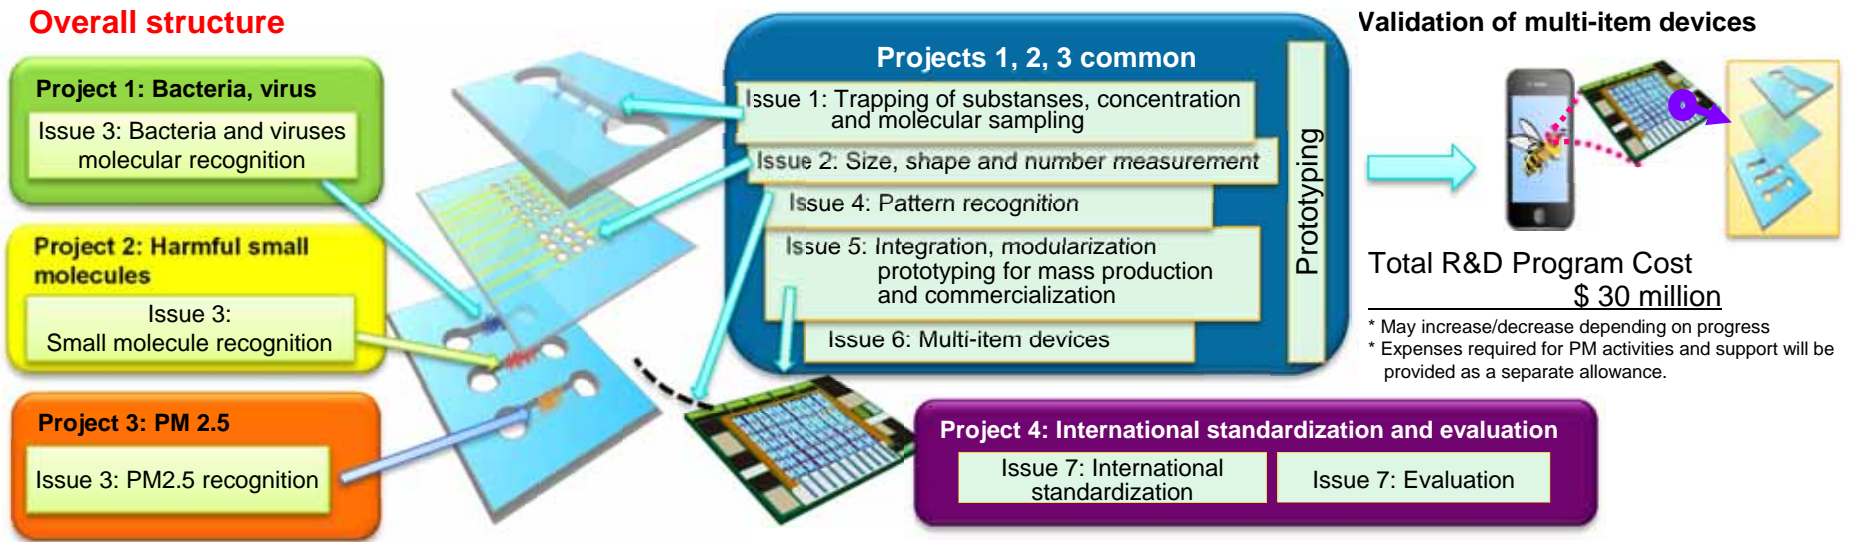 Overall structure
Project 1: Bacteria, virus
Issue 3: Bacteria and viruses
molecular recognition
Project 2: Harmful small
molecules
Issue 3:
Small molecule recognition
Project 3: PM 2.5
Issue 3: PM2.5 recognition
Projects 1, 2, 3 common
Issue 1: Trapping of substanses, concentration
and molecular sampling
Issue 2: Size, shape and number measurement
Issue 4: Pattern recognition
Issue 5: Integration, modularization
prototyping for mass production
and commercialization
Issue 6: Multi-item devices
Prototyping
Project 4: International standardization and evaluation
Issue 7: International
standardization
Issue 7: Evaluation
Validation of multi-item devices
Total R&D Program Cost
$ 30 million
* May increase/decrease depending on progress
* Expenses required for PM activities and support will be
provided as a separate allowance.